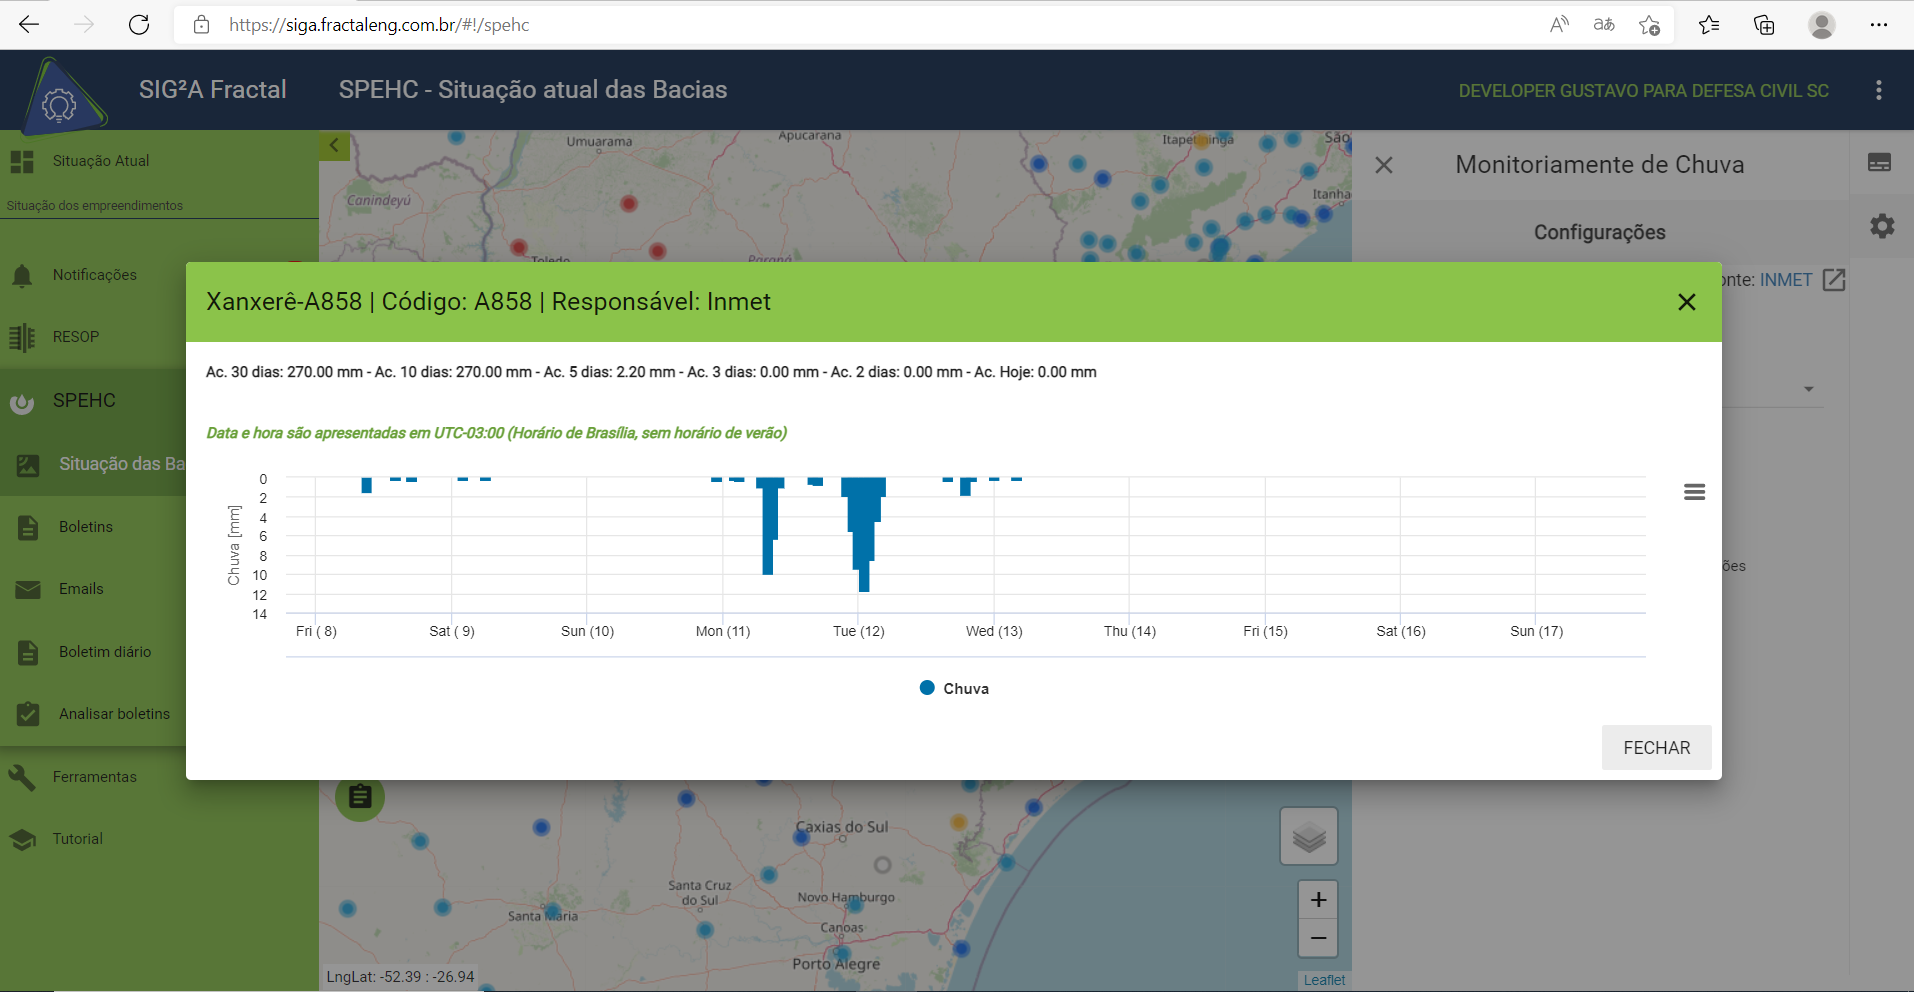 https://siga.fractaleng.com.br/#!/spehc
SIG²A Fractal
SPEHC - Situação atual das Bacias
DEVELOPER GUSTAVO PARA DEFESA CIVIL SC
Situação Atual
Situação dos empreendimentos
Notificações
RESOP
SPEHC
Situação das Ba
Boletins
Emails
Boletim diário
Analisar boletins
Ferramentas
Tutorial
Umuarama
Apucarana
Itapetininga
São
Canindeyú
Itanha
Toledo
Paraná
Monitoriamente de Chuva
Configurações
onte: INMET
ões
Xanxerê-A858 | Código: A858 | Responsável: Inmet
Ac. 30 dias: 270.00 mm - Ac. 10 dias: 270.00 mm - Ac. 5 dias: 2.20 mm - Ac. 3 dias: 0.00 mm - Ac. 2 dias: 0.00 mm - Ac. Hoje: 0.00 mm
Data e hora são apresentadas em UTC-03:00 (Horário de Brasília, sem horário de verão)
Chuva [mm]
0
2
4
6
8
10
12
14
Fri ( 8)
Sat ( 9)
Sun (10)
Mon (11)
Tue (12)
Wed (13)
Thu (14)
Fri (15)
Sat (16)
Sun (17)
Chuva
FECHAR
Caxias do Sul
Santa Cruz
do Sul
Novo Hamburgo
Santa Maria
Canoas
Porto Alegre
LngLat: -52.39 : -26.94
+
−
Leaflet